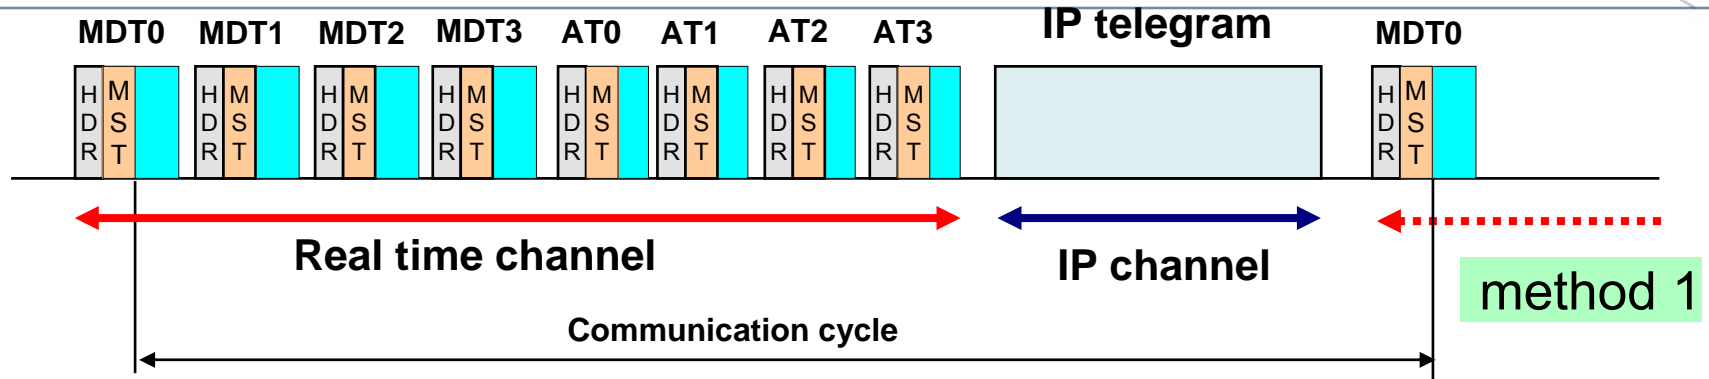 MDT0 MDT1 MDT2 MDT3 AT0 AT1 AT2 AT3 IP telegram MDT0
HDR MST HDR MST HDR MST HDR MST HDR MST HDR MST HDR MST HDR MST HDR MST
Real time channel
IP channel
method 1
Communication cycle